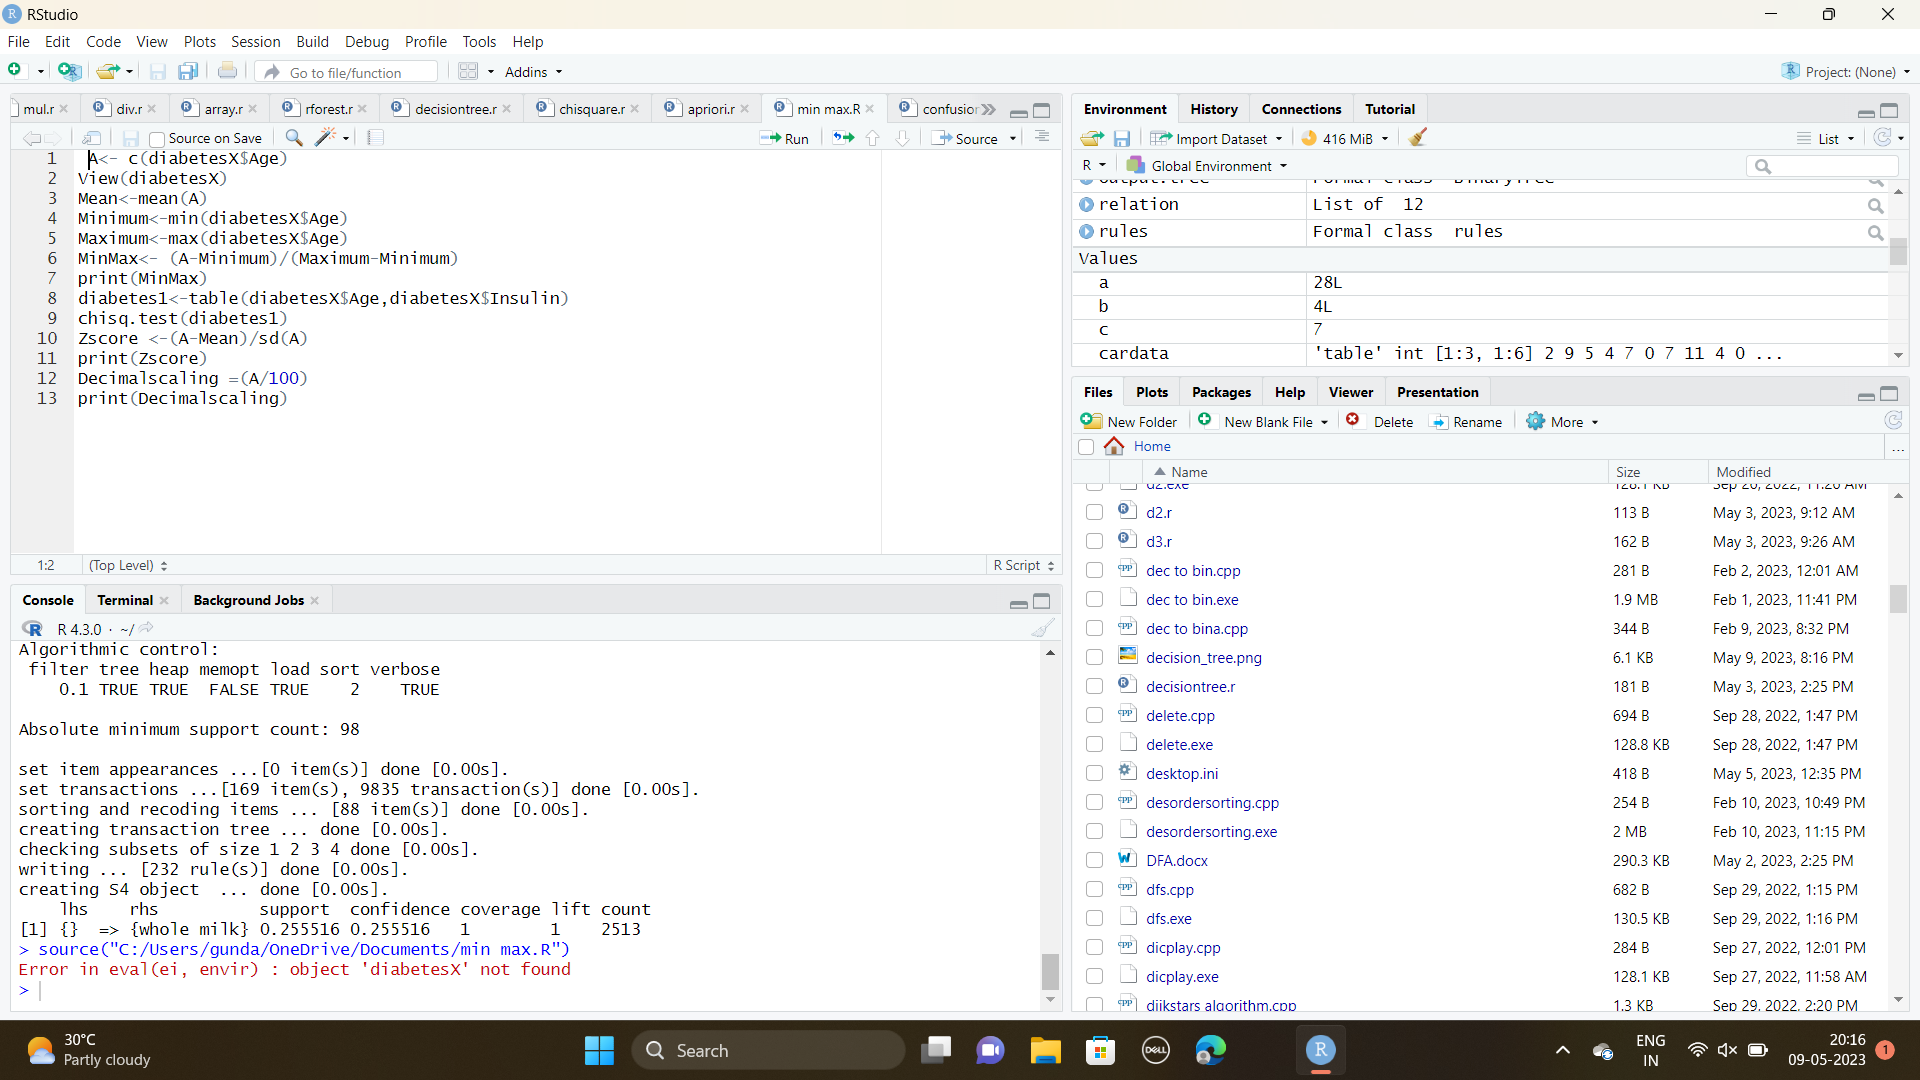 RStudio
File Edit Code View Plots Session Build Debug Profile Tools Help
Go to file/function Addins Project: (None)
mul.r div.r array.r rforest.r decisiontree.r chisquare.r apriori.r min max.R confusion
Source on Save Run Source
1 A<- c(diabetesX$Age)
2 View(diabetesX)
3 Mean<-mean(A)
4 Minimum<-min(diabetesX$Age)
5 Maximum<-max(diabetesX$Age)
6 MinMax<- (A-Minimum)/(Maximum-Minimum)
7 print(MinMax)
8 diabetes1<-table(diabetesX$Age,diabetesX$Insulin)
9 chisq.test(diabetes1)
10 Zscore <-(A-Mean)/sd(A)
11 print(Zscore)
12 Decimalscaling =(A/100)
13 print(Decimalscaling)
1:2 (Top Level) R Script
Console Terminal Background Jobs
R 4.3.0 · ~/
Algorithmic control:
filter tree heap memopt load sort verbose
0.1 TRUE TRUE FALSE TRUE 2 TRUE
Absolute minimum support count: 98
set item appearances ...[0 item(s)] done [0.00s].
set transactions ...[169 item(s), 9835 transaction(s)] done [0.00s].
sorting and recoding items ... [88 item(s)] done [0.00s].
creating transaction tree ... done [0.00s].
checking subsets of size 1 2 3 4 done [0.00s].
writing ... [232 rule(s)] done [0.00s].
creating S4 object ... done [0.00s].
lhs rhs support confidence coverage lift count
[1] {} => {whole milk} 0.255516 0.255516 1 1 2513
> source("C:/Users/gunda/OneDrive/Documents/min max.R")
Error in eval(ei, envir) : object 'diabetesX' not found
>
Environment History Connections Tutorial
Import Dataset 416 MiB List
R Global Environment
output.tree Formal class BinaryTree
relation List of 12
rules Formal class rules
Values
a 28L
b 4L
c 7
cardata 'table' int [1:3, 1:6] 2 9 5 4 7 0 7 11 4 0 ...
Files Plots Packages Help Viewer Presentation
New Folder New Blank File Delete Rename More
Home ...
Name Size Modified
d2.exe 128.1 KB Sep 26, 2022, 11:26 AM
d2.r 113 B May 3, 2023, 9:12 AM
d3.r 162 B May 3, 2023, 9:26 AM
dec to bin.cpp 281 B Feb 2, 2023, 12:01 AM
dec to bin.exe 1.9 MB Feb 1, 2023, 11:41 PM
dec to bina.cpp 344 B Feb 9, 2023, 8:32 PM
decision_tree.png 6.1 KB May 9, 2023, 8:16 PM
decisiontree.r 181 B May 3, 2023, 2:25 PM
delete.cpp 694 B Sep 28, 2022, 1:47 PM
delete.exe 128.8 KB Sep 28, 2022, 1:47 PM
desktop.ini 418 B May 5, 2023, 12:35 PM
desordersorting.cpp 254 B Feb 10, 2023, 10:49 PM
desordersorting.exe 2 MB Feb 10, 2023, 11:15 PM
DFA.docx 290.3 KB May 2, 2023, 2:25 PM
dfs.cpp 682 B Sep 29, 2022, 1:15 PM
dfs.exe 130.5 KB Sep 29, 2022, 1:16 PM
dicplay.cpp 284 B Sep 27, 2022, 12:01 PM
dicplay.exe 128.1 KB Sep 27, 2022, 11:58 AM
dijkstars algorithm.cpp 1.3 KB Sep 29, 2022, 2:20 PM
30°C
Partly cloudy
Search
DELL
R
ENG
IN
20:16
09-05-2023
1